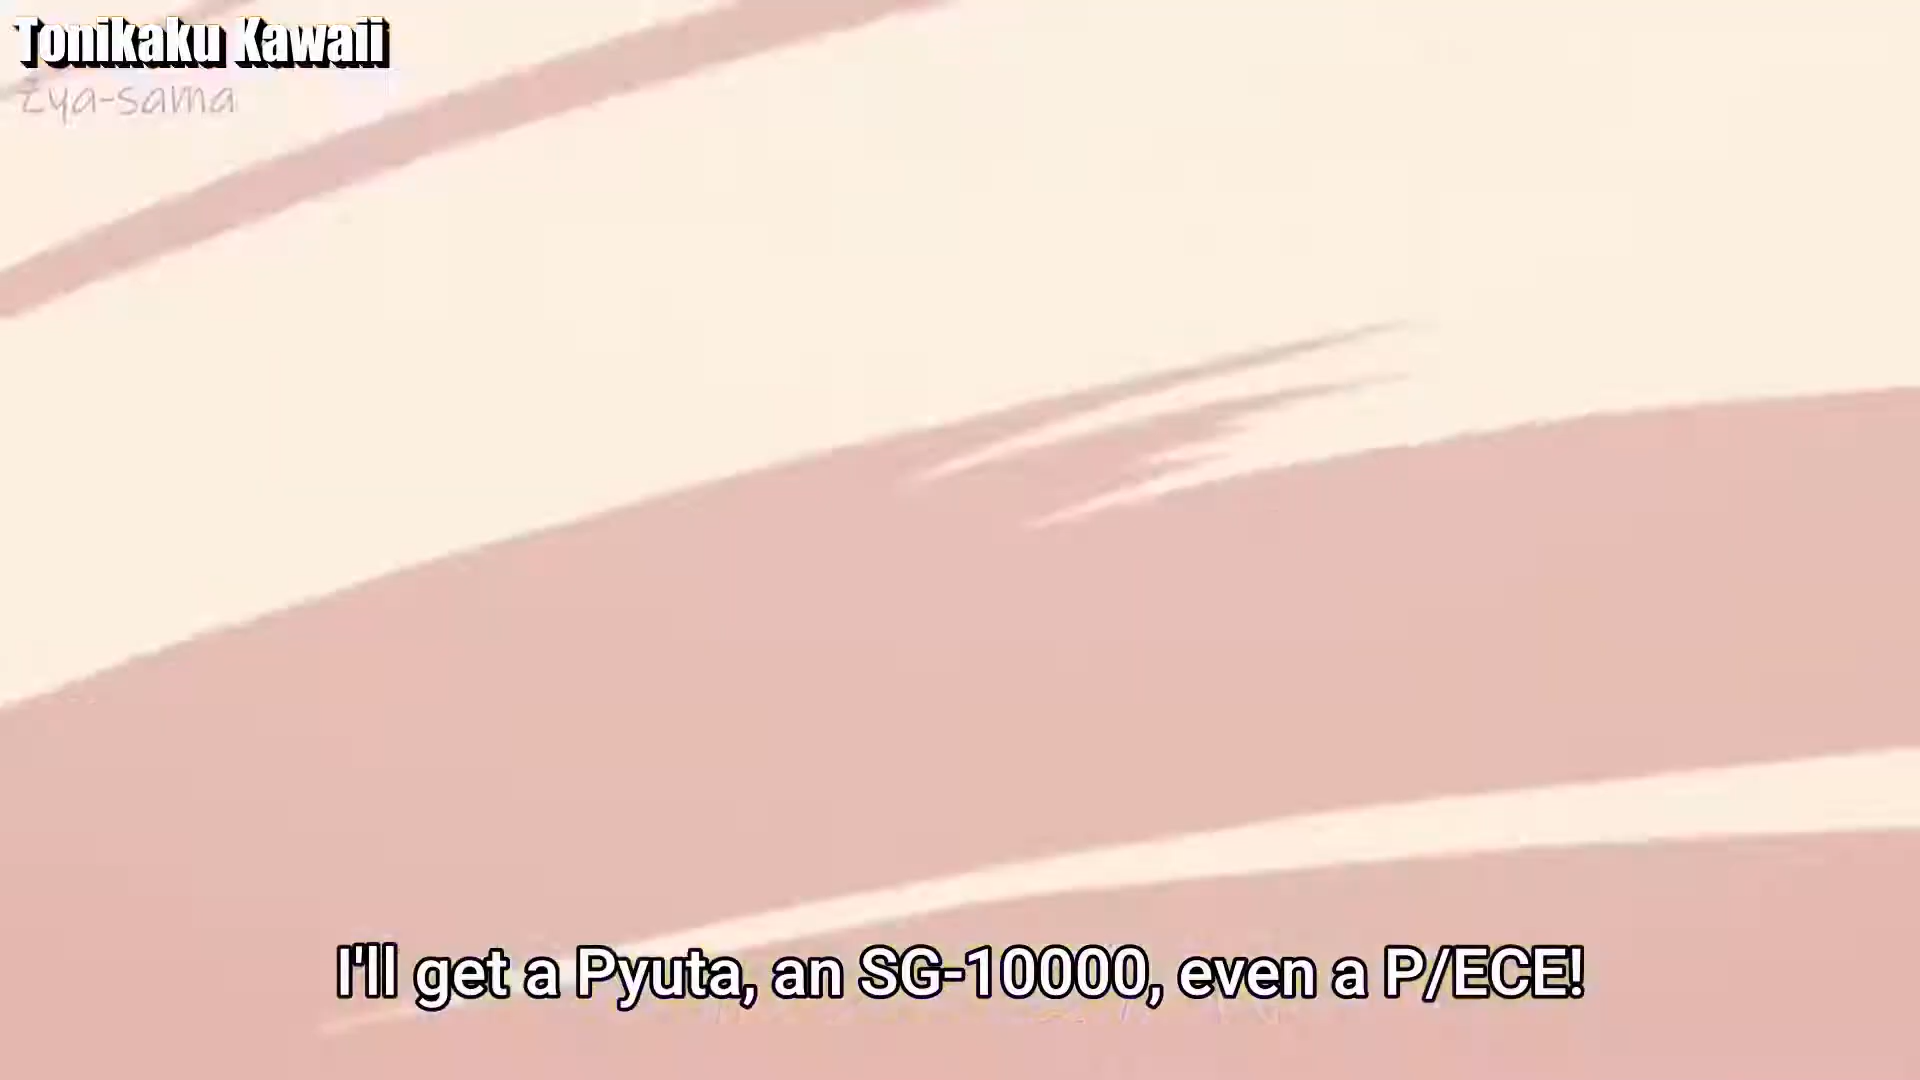 Tonikaku Kawaii
Zya-sama
I'll get a Pyuta, an SG-10000, even a P/ECE!